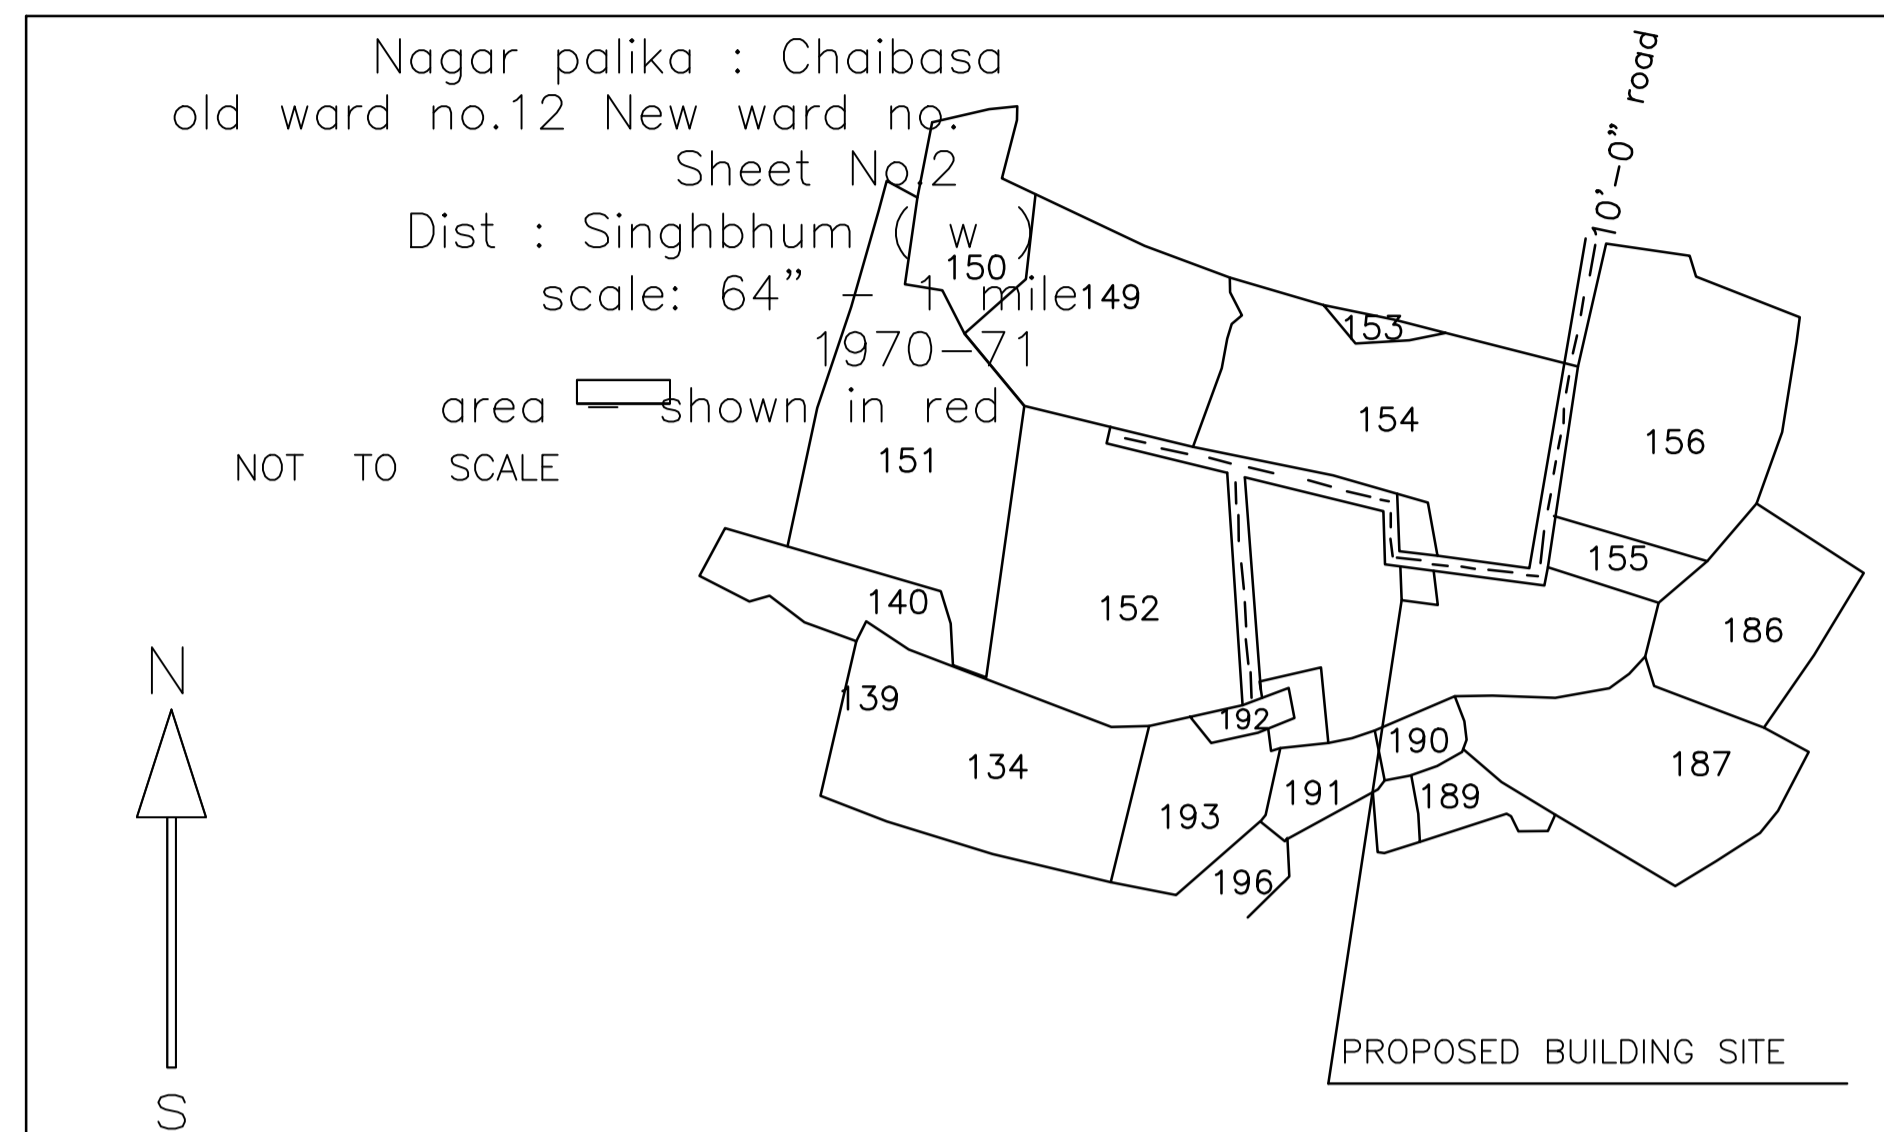 Nagar palika : Chaibasa
old ward no.12 New ward no.
Sheet No.2
Dist : Singhbhum ( w )
scale: 64" - 1 mile
1970-71
area - shown in red
NOT TO SCALE
10'-0" road
150
149
153
154
156
151
155
140
152
186
139
192
190
134
187
191
189
193
196
N
S
PROPOSED BUILDING SITE